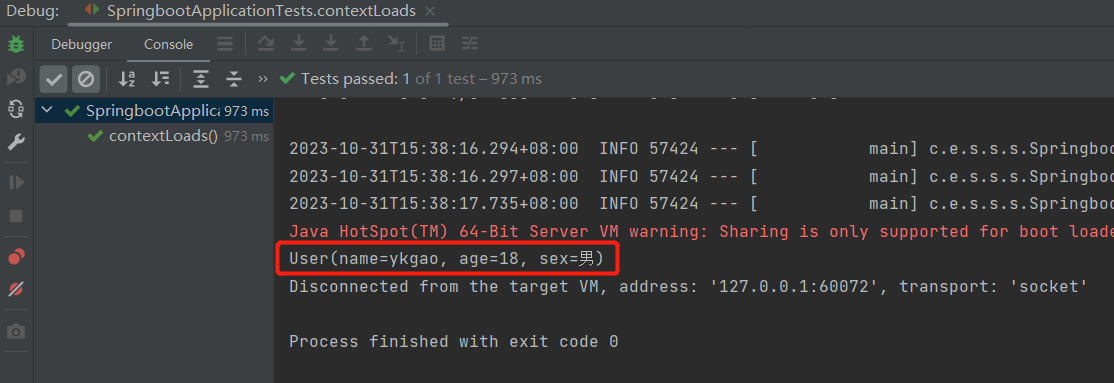 Debug: SpringbootApplicationTests.contextLoads
Debugger Console
Tests passed: 1 of 1 test – 973 ms
SpringbootApplica 973 ms
contextLoads() 973 ms
2023-10-31T15:38:16.294+08:00  INFO 57424 --- [           main] c.e.s.s.s.Springboo
2023-10-31T15:38:16.297+08:00  INFO 57424 --- [           main] c.e.s.s.s.Springboo
2023-10-31T15:38:17.735+08:00  INFO 57424 --- [           main] c.e.s.s.s.Springboo
Java HotSpot(TM) 64-Bit Server VM warning: Sharing is only supported for boot loade
User(name=ykgao, age=18, sex=男)
Disconnected from the target VM, address: '127.0.0.1:60072', transport: 'socket'
Process finished with exit code 0